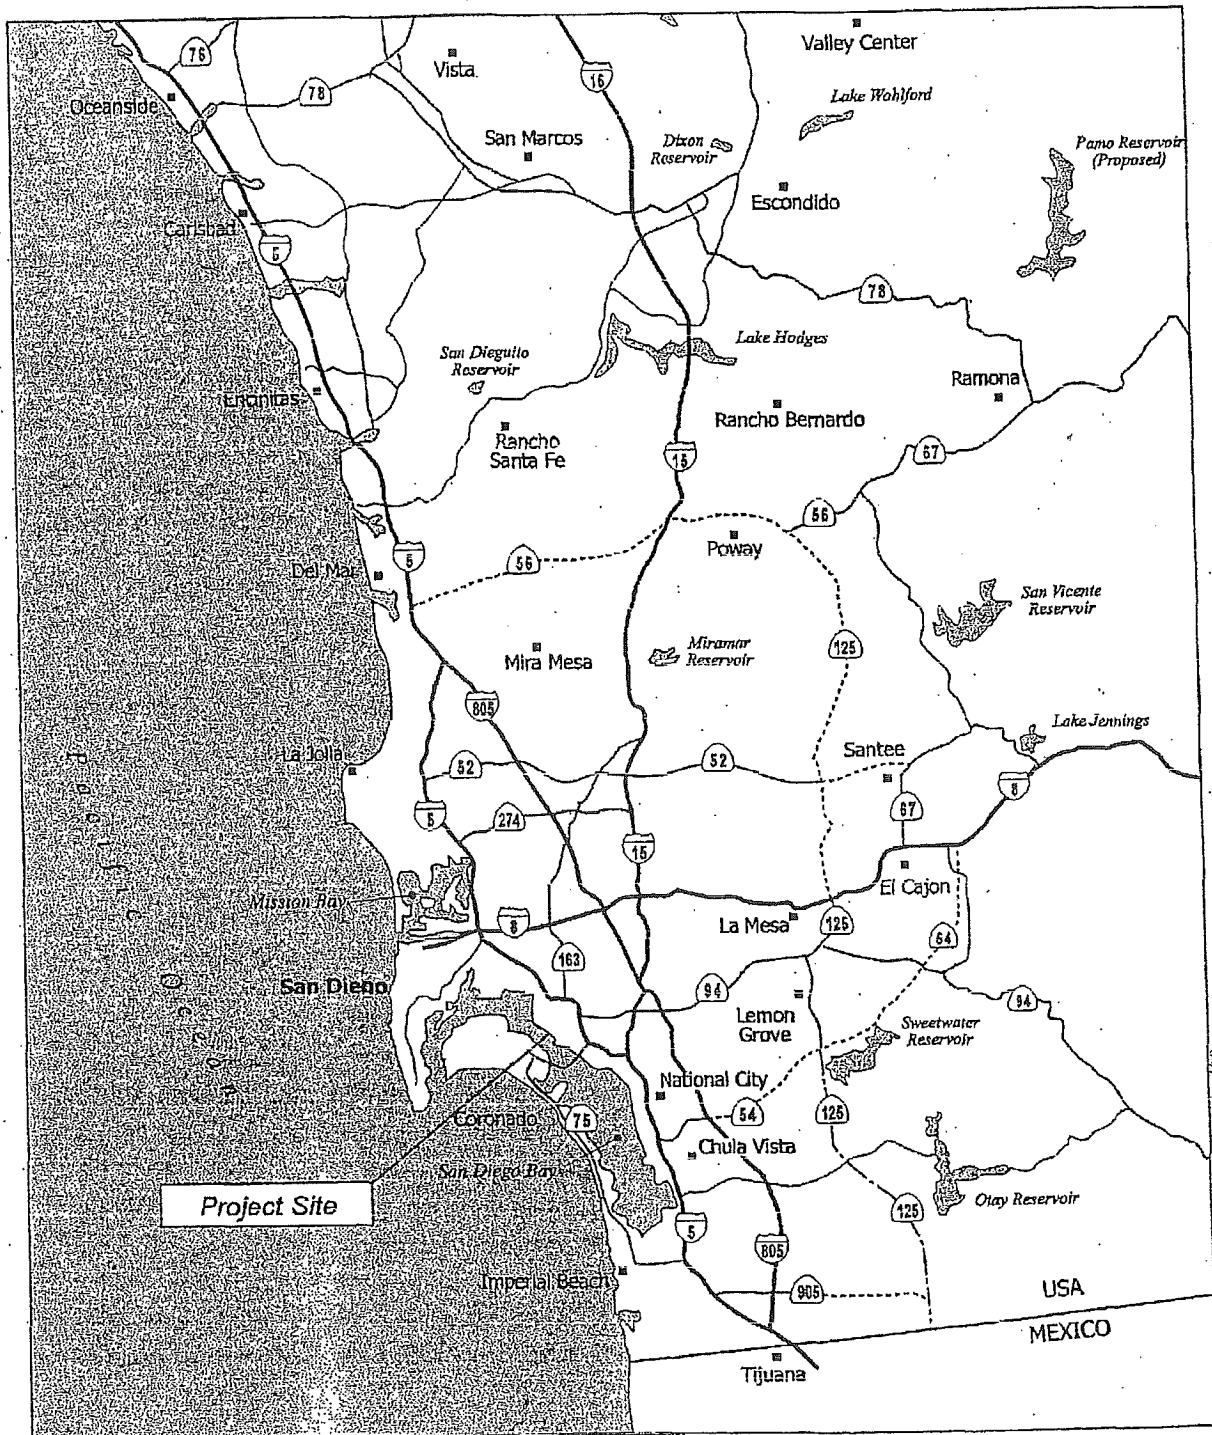 76
Vista
16
Valley Center
Oceanside
78
Lake Wohlford
San Marcos
Dixon
Reservoir
Pamo Reservoir
(Proposed)
Escondido
Carlsbad
5
78
Lake Hodges
San Dieguito
Reservoir
Ramona
Encinitas
Rancho Bernardo
Rancho
Santa Fe
15
67
56
5
56
Poway
Del Mar
San Vicente
Reservoir
Mira Mesa
Miramar
Reservoir
125
805
La Jolla
52
52
Santee
Lake Jennings
8
5
274
67
15
El Cajon
Mission Bay
8
La Mesa
125
54
163
San Diego
94
94
Lemon
Grove
Sweetwater
Reservoir
National City
Coronado
75
54
125
Chula Vista
San Diego Bay
Project Site
Otay Reservoir
125
5
805
Imperial Beach
905
USA
MEXICO
Tijuana
Pacific Ocean